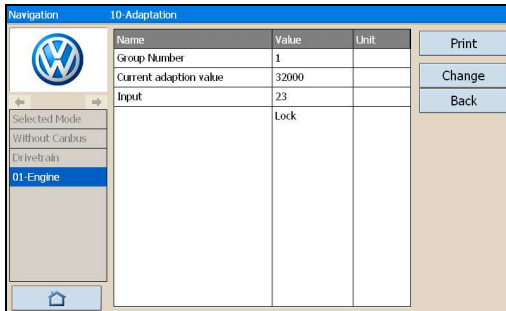 Navigation
10-Adaptation
Selected Mode
Without Canbus
Drivetrain
01-Engine
Name Value Unit
Group Number 1
Current adaption value 32000
Input 23
Lock
Print
Change
Back